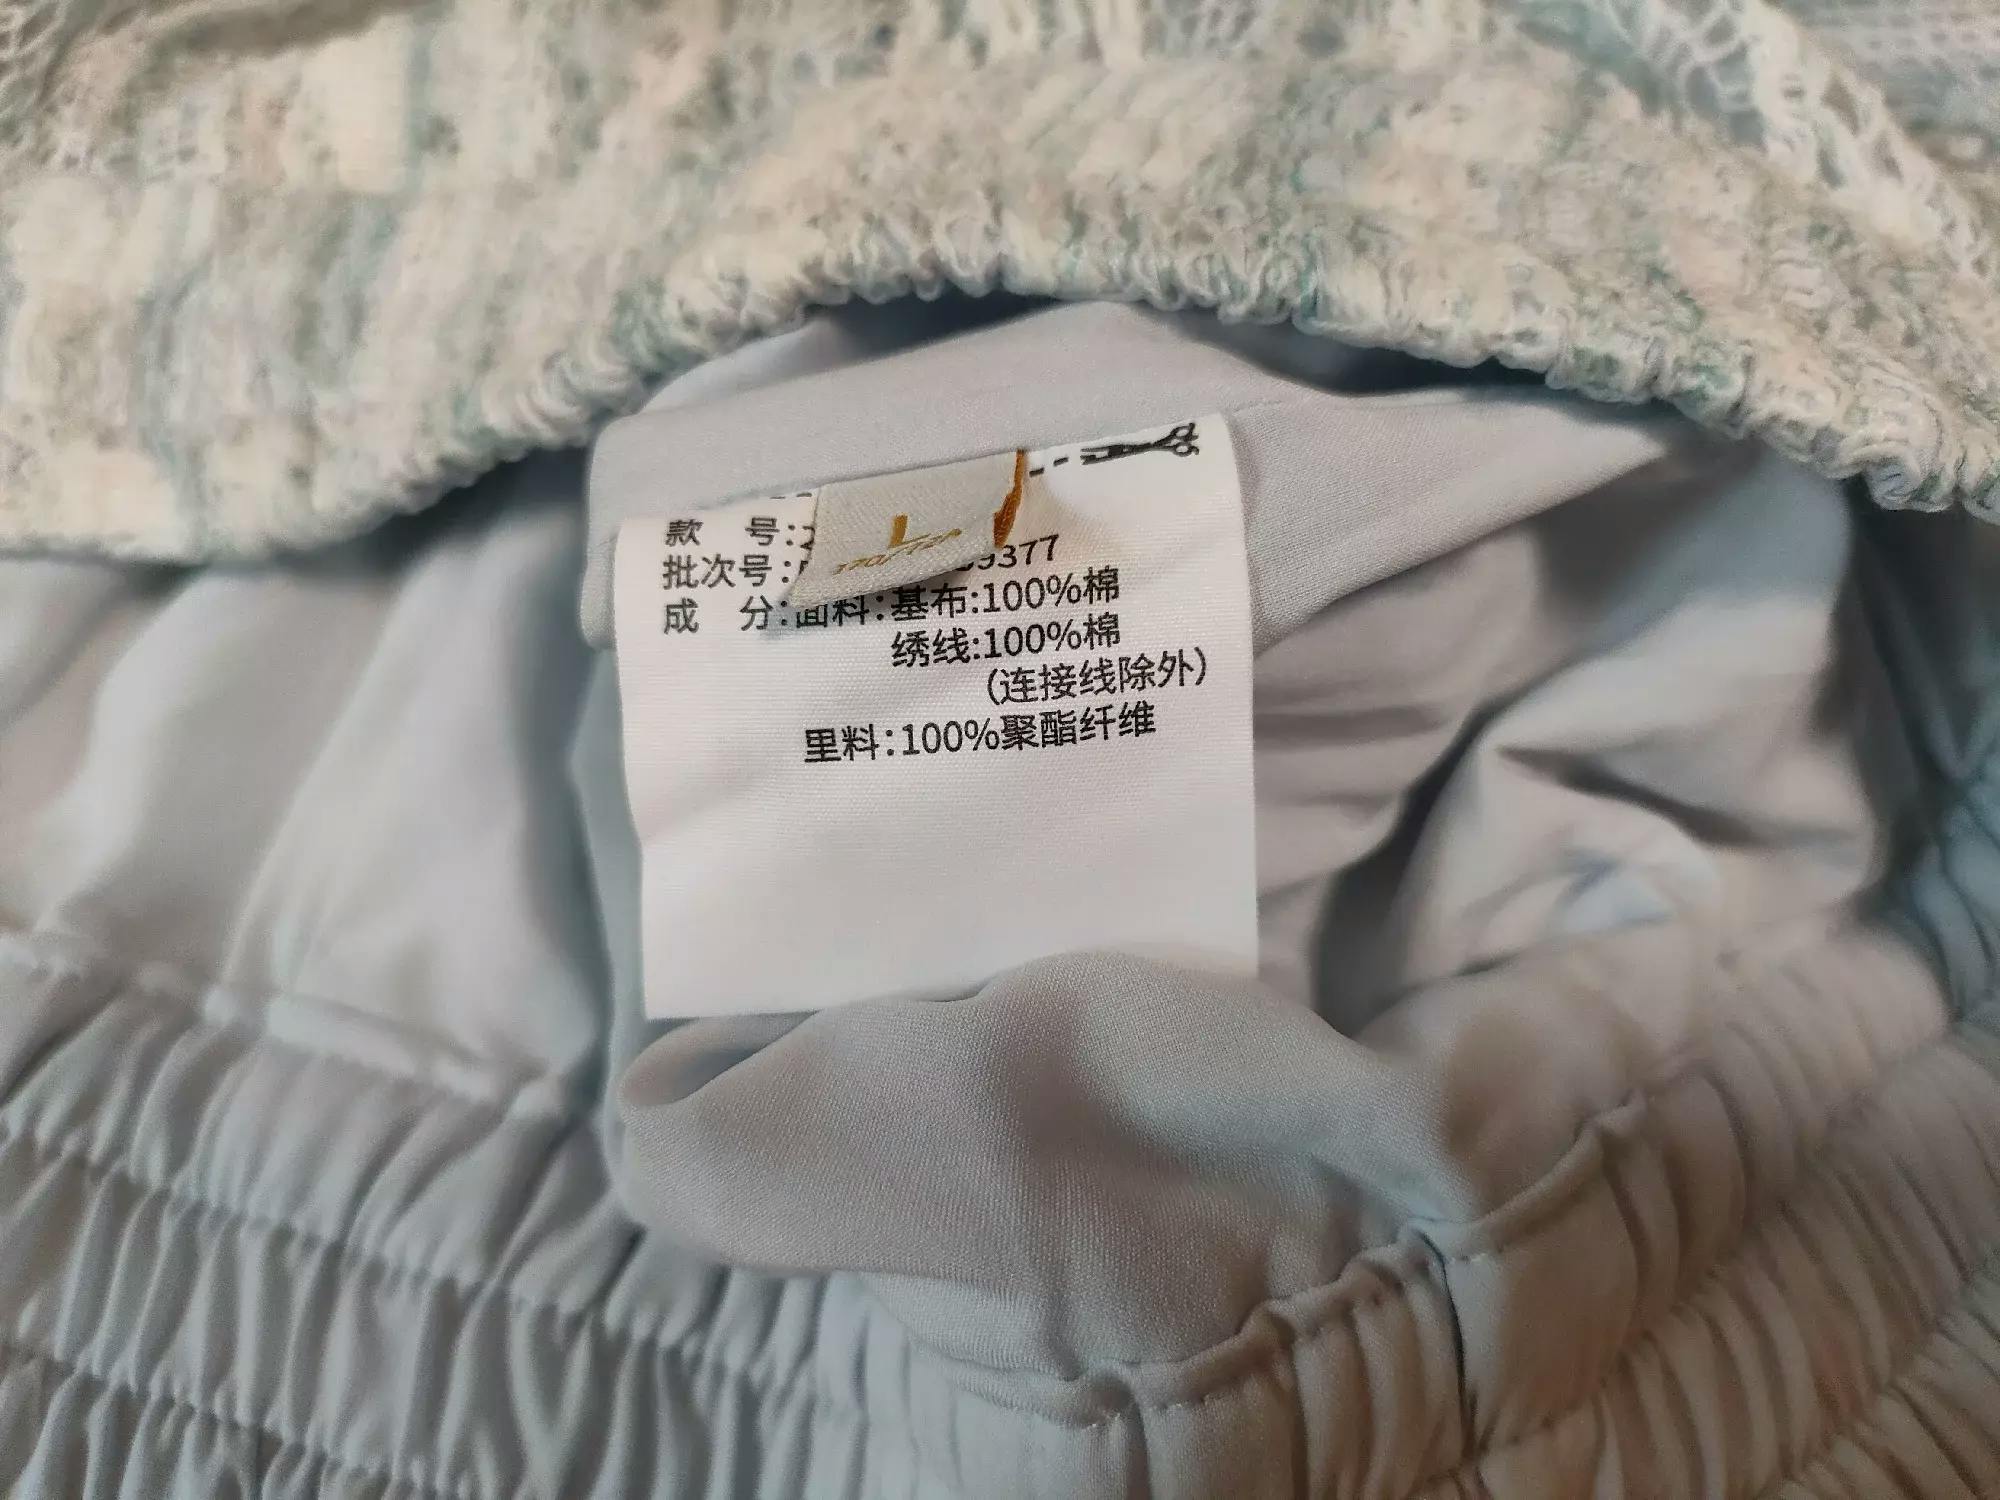 款 号:
L
批次号: 9377
成 分:面料:基布:100%棉
绣线:100%棉
(连接线除外)
里料:100%聚酯纤维